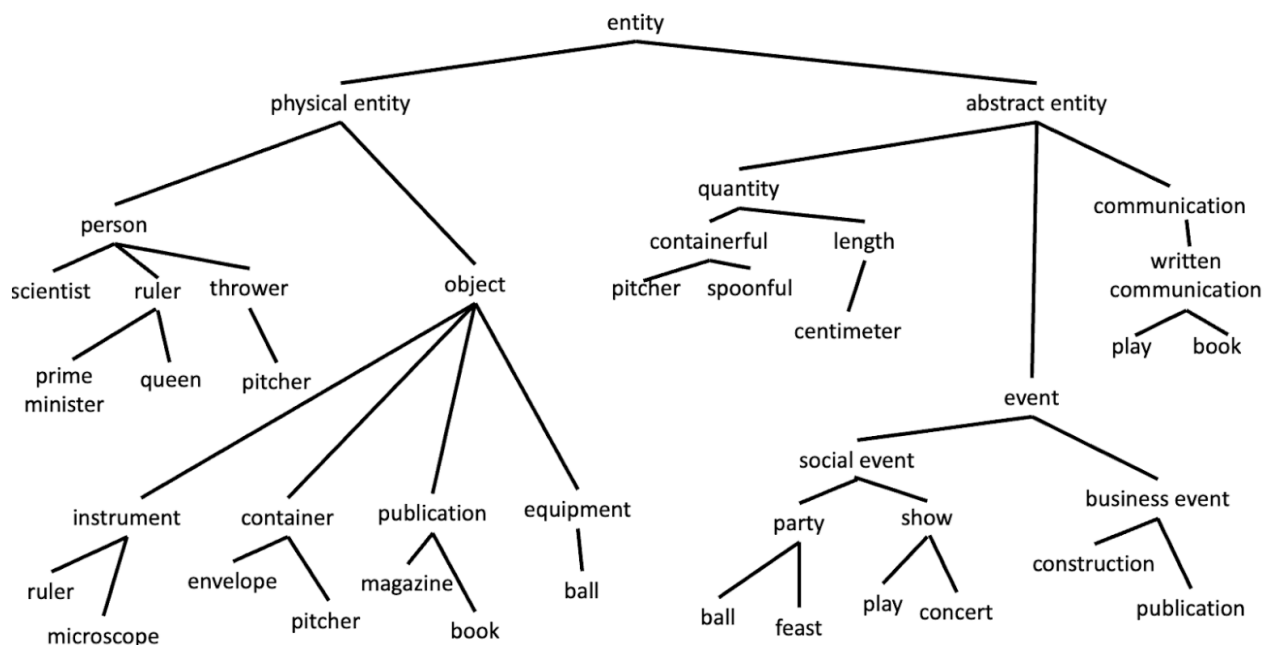 entity
physical entity
abstract entity
quantity
communication
person
containerful
length
written
communication
scientist
ruler
thrower
object
pitcher
spoonful
centimeter
play
book
prime
minister
queen
pitcher
event
social event
business event
instrument
container
publication
equipment
party
show
construction
ruler
envelope
magazine
ball
microscope
pitcher
book
ball
feast
play
concert
publication